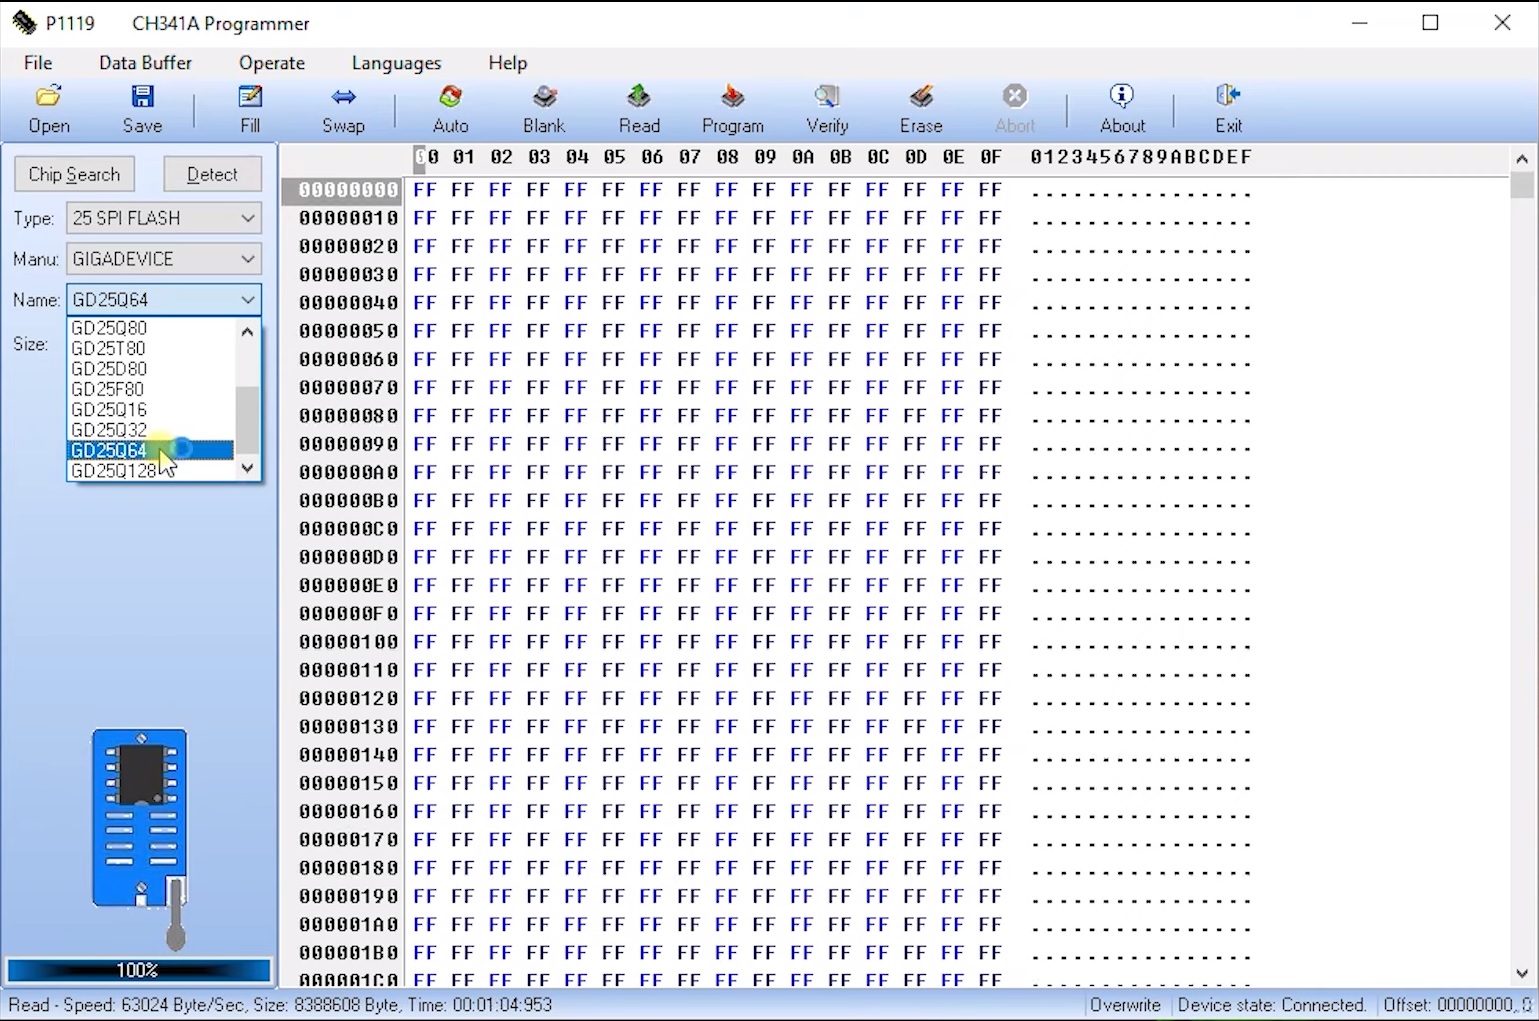 P1119 CH341A Programmer
File Data Buffer Operate Languages Help
Open Save Fill Swap Auto Blank Read Program Verify Erase Abort About Exit
Chip Search Detect
Type: 25 SPI FLASH
Manu: GIGADEVICE
Name: GD25Q64
GD25Q80
GD25T80
GD25D80
GD25F80
GD25Q16
GD25Q32
GD25Q64
GD25Q128
Size:
100%
00 01 02 03 04 05 06 07 08 09 0A 0B 0C 0D 0E 0F 0123456789ABCDEF
00000000 FF FF FF FF FF FF FF FF FF FF FF FF FF FF FF FF ................
00000010 FF FF FF FF FF FF FF FF FF FF FF FF FF FF FF FF ................
00000020 FF FF FF FF FF FF FF FF FF FF FF FF FF FF FF FF ................
00000030 FF FF FF FF FF FF FF FF FF FF FF FF FF FF FF FF ................
00000040 FF FF FF FF FF FF FF FF FF FF FF FF FF FF FF FF ................
00000050 FF FF FF FF FF FF FF FF FF FF FF FF FF FF FF FF ................
00000060 FF FF FF FF FF FF FF FF FF FF FF FF FF FF FF FF ................
00000070 FF FF FF FF FF FF FF FF FF FF FF FF FF FF FF FF ................
00000080 FF FF FF FF FF FF FF FF FF FF FF FF FF FF FF FF ................
00000090 FF FF FF FF FF FF FF FF FF FF FF FF FF FF FF FF ................
000000A0 FF FF FF FF FF FF FF FF FF FF FF FF FF FF FF FF ................
000000B0 FF FF FF FF FF FF FF FF FF FF FF FF FF FF FF FF ................
000000C0 FF FF FF FF FF FF FF FF FF FF FF FF FF FF FF FF ................
000000D0 FF FF FF FF FF FF FF FF FF FF FF FF FF FF FF FF ................
000000E0 FF FF FF FF FF FF FF FF FF FF FF FF FF FF FF FF ................
000000F0 FF FF FF FF FF FF FF FF FF FF FF FF FF FF FF FF ................
00000100 FF FF FF FF FF FF FF FF FF FF FF FF FF FF FF FF ................
00000110 FF FF FF FF FF FF FF FF FF FF FF FF FF FF FF FF ................
00000120 FF FF FF FF FF FF FF FF FF FF FF FF FF FF FF FF ................
00000130 FF FF FF FF FF FF FF FF FF FF FF FF FF FF FF FF ................
00000140 FF FF FF FF FF FF FF FF FF FF FF FF FF FF FF FF ................
00000150 FF FF FF FF FF FF FF FF FF FF FF FF FF FF FF FF ................
00000160 FF FF FF FF FF FF FF FF FF FF FF FF FF FF FF FF ................
00000170 FF FF FF FF FF FF FF FF FF FF FF FF FF FF FF FF ................
00000180 FF FF FF FF FF FF FF FF FF FF FF FF FF FF FF FF ................
00000190 FF FF FF FF FF FF FF FF FF FF FF FF FF FF FF FF ................
000001A0 FF FF FF FF FF FF FF FF FF FF FF FF FF FF FF FF ................
000001B0 FF FF FF FF FF FF FF FF FF FF FF FF FF FF FF FF ................
000001C0 FF FF FF FF FF FF FF FF FF FF FF FF FF FF FF FF
Read - Speed: 63024 Byte/Sec, Size: 8388608 Byte, Time: 00:01:04:953 Overwrite Device state: Connected. Offset: 00000000,